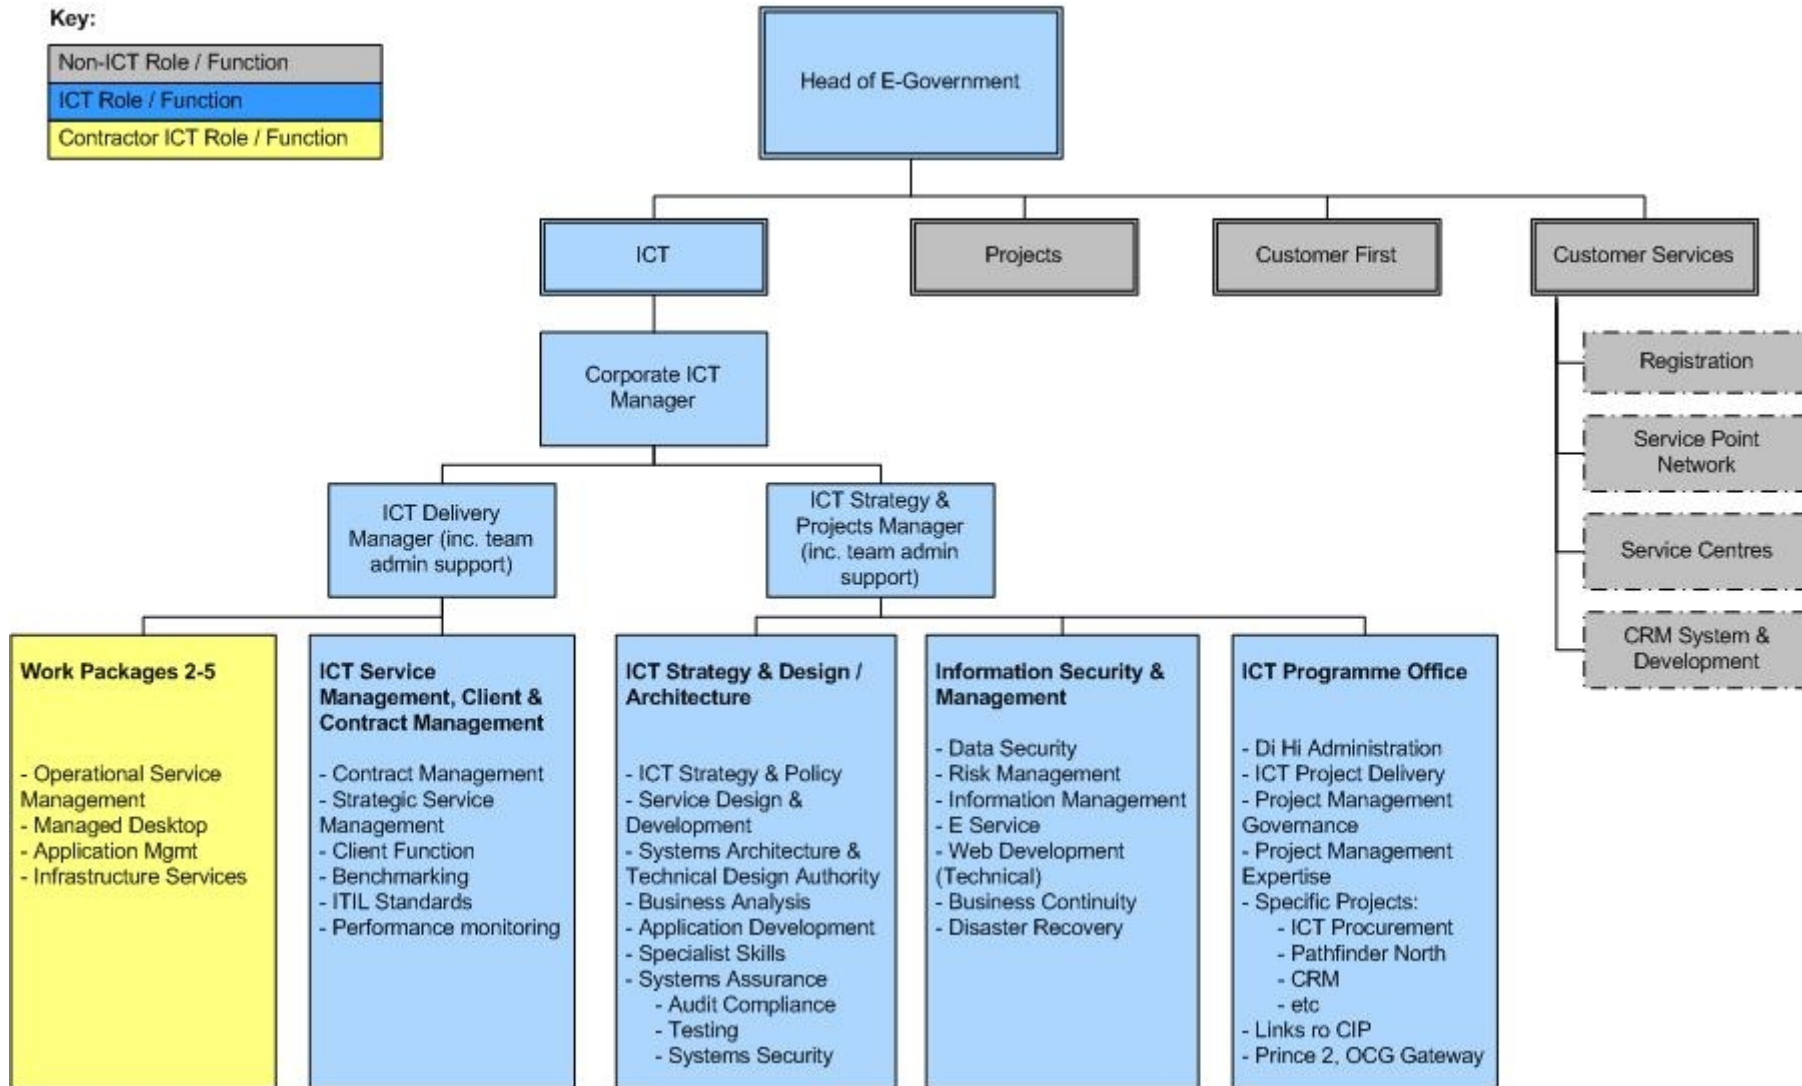 Key:
Non-ICT Role / Function
ICT Role / Function
Contractor ICT Role / Function
Head of E-Government
ICT
Projects
Customer First
Customer Services
Corporate ICT
Manager
Registration
Service Point
Network
Service Centres
CRM System &
Development
ICT Delivery
Manager (inc. team
admin support)
ICT Strategy &
Projects Manager
(inc. team admin
support)
Work Packages 2-5
- Operational Service
Management
- Managed Desktop
- Application Mgmt
- Infrastructure Services
ICT Service
Management, Client &
Contract Management
- Contract Management
- Strategic Service
Management
- Client Function
- Benchmarking
- ITIL Standards
- Performance monitoring
ICT Strategy & Design /
Architecture
- ICT Strategy & Policy
- Service Design &
Development
- Systems Architecture &
Technical Design Authority
- Business Analysis
- Application Development
- Specialist Skills
- Systems Assurance
- Audit Compliance
- Testing
- Systems Security
Information Security &
Management
- Data Security
- Risk Management
- Information Management
- E Service
- Web Development
(Technical)
- Business Continuity
- Disaster Recovery
ICT Programme Office
- Di Hi Administration
- ICT Project Delivery
- Project Management
Governance
- Project Management
Expertise
- Specific Projects:
- ICT Procurement
- Pathfinder North
- CRM
- etc
- Links ro CIP
- Prince 2, OCG Gateway